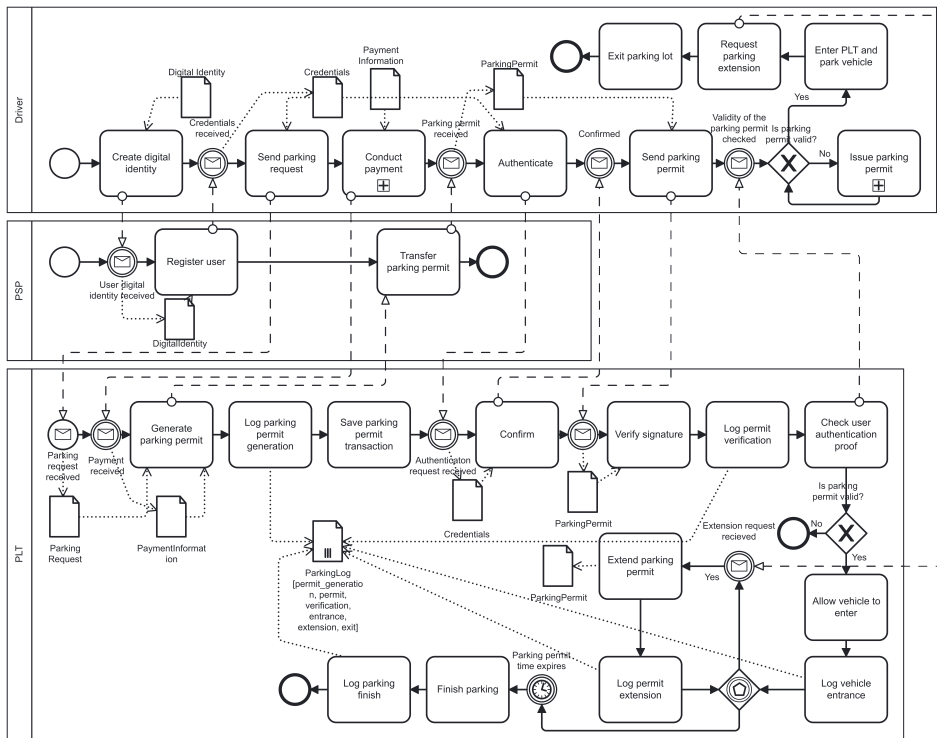 Driver
Digital Identity
Credentials
Payment
Information
ParkingPermit
Exit parking lot
Request
parking
extension
Enter PLT and
park vehicle
Yes
Credentials
received
Parking permit
received
Confirmed
Validity of the
parking permit
checked
Is parking
permit valid?
No
Create digital
identity
Send parking
request
Conduct
payment
Authenticate
Send parking
permit
Issue parking
permit
PSP
User digital
identity received
Register user
Transfer
parking permit
DigitalIdentity
PLT
Parking
request
received
Payment
received
Generate
parking permit
Log parking
permit
generation
Save parking
permit
transaction
Authenticaton
request received
Confirm
Verify signature
Log permit
verification
Check user
authentication
proof
Parking
Request
PaymentInformat
ion
Credentials
ParkingPermit
Is parking
permit valid?
No
Yes
Extension request
recieved
Yes
Extend parking
permit
ParkingPermit
ParkingLog
[permit_generatio
n, permit,
verification,
entrance,
extension, exit]
Allow vehicle to
enter
Log parking
finish
Finish parking
Parking permit
time expires
Log permit
extension
Log vehicle
entrance